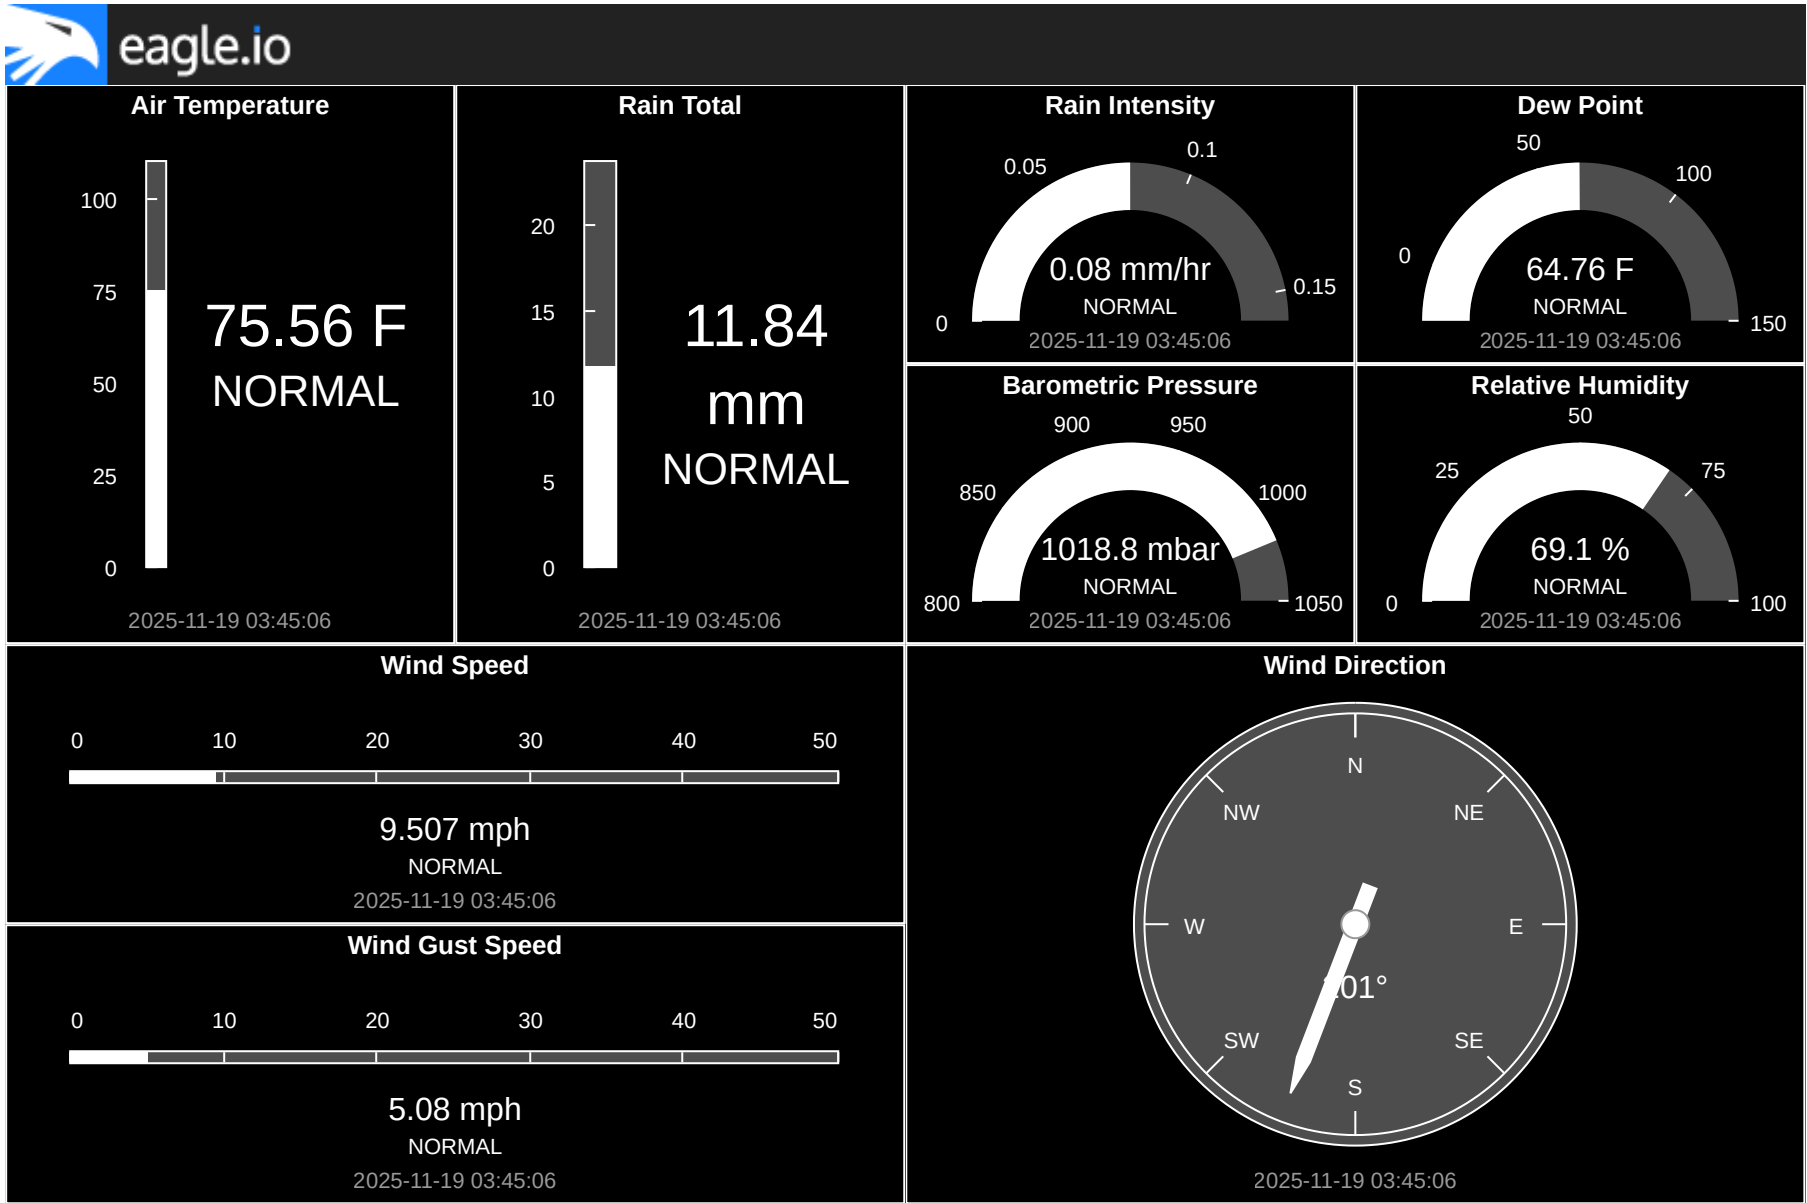 eagle.io
Air Temperature
100
75
50
25
0
75.56 F
NORMAL
2025-11-19 03:45:06
Rain Total
20
15
10
5
0
11.84
mm
NORMAL
2025-11-19 03:45:06
Rain Intensity
0
0.05
0.1
0.15
0.08 mm/hr
NORMAL
2025-11-19 03:45:06
Dew Point
0
50
100
150
64.76 F
NORMAL
2025-11-19 03:45:06
Barometric Pressure
800
850
900
950
1000
1050
1018.8 mbar
NORMAL
2025-11-19 03:45:06
Relative Humidity
0
25
50
75
100
69.1 %
NORMAL
2025-11-19 03:45:06
Wind Speed
0 10 20 30 40 50
9.507 mph
NORMAL
2025-11-19 03:45:06
Wind Gust Speed
0 10 20 30 40 50
5.08 mph
NORMAL
2025-11-19 03:45:06
Wind Direction
N
NW NE
W E
SW SE
S
2025-11-19 03:45:06